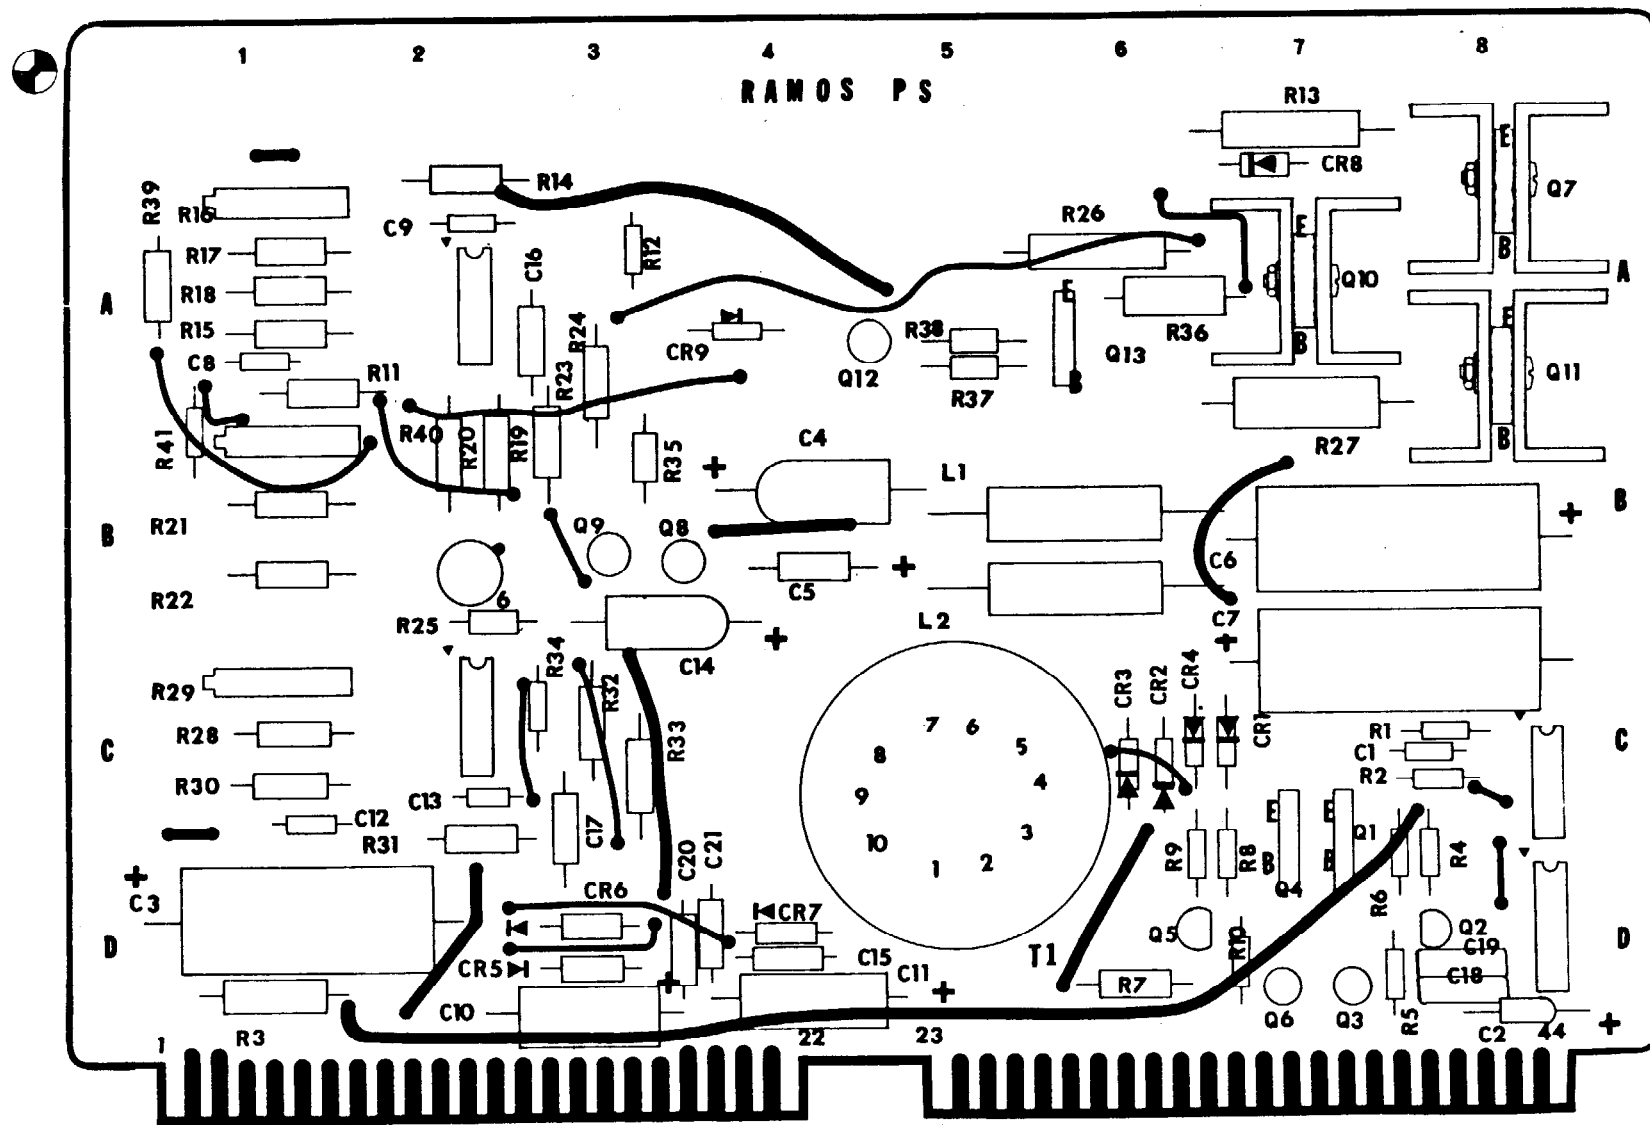 1 2 3 4 5 6 7 8
RAMOS PS
R13
CR8
E
Q7
R39
R16
R14
C9
R12
R26
E
B
R17
C16
A
R18
E
Q10
A
R15
R24
CR9
Q12
R38
Q13
R36
B
E
C8
R11
R23
R37
B
Q11
R41
R40
R20
R19
R35
+
C4
L1
R27
B
R21
B
Q9
Q8
+
B
R22
6
C5
+
C6
R25
L2
C7
C14
+
+
R34
R29
R32
CR3
CR2
CR4
CR1
C
R28
R33
7 6
8 5
9 4
10 3
1 2
R1
C1
R2
C
R30
C13
C12
C17
R31
E
E
Q1
C20
C21
R9
R8
B
B
R4
+
C3
CR6
CR7
Q4
R6
D
Q5
R10
Q2
C19
D
CR5
C15
T1
C18
+
C11
+
R7
C10
R3
Q6
Q3
R5
C2
+
1
22
23
44